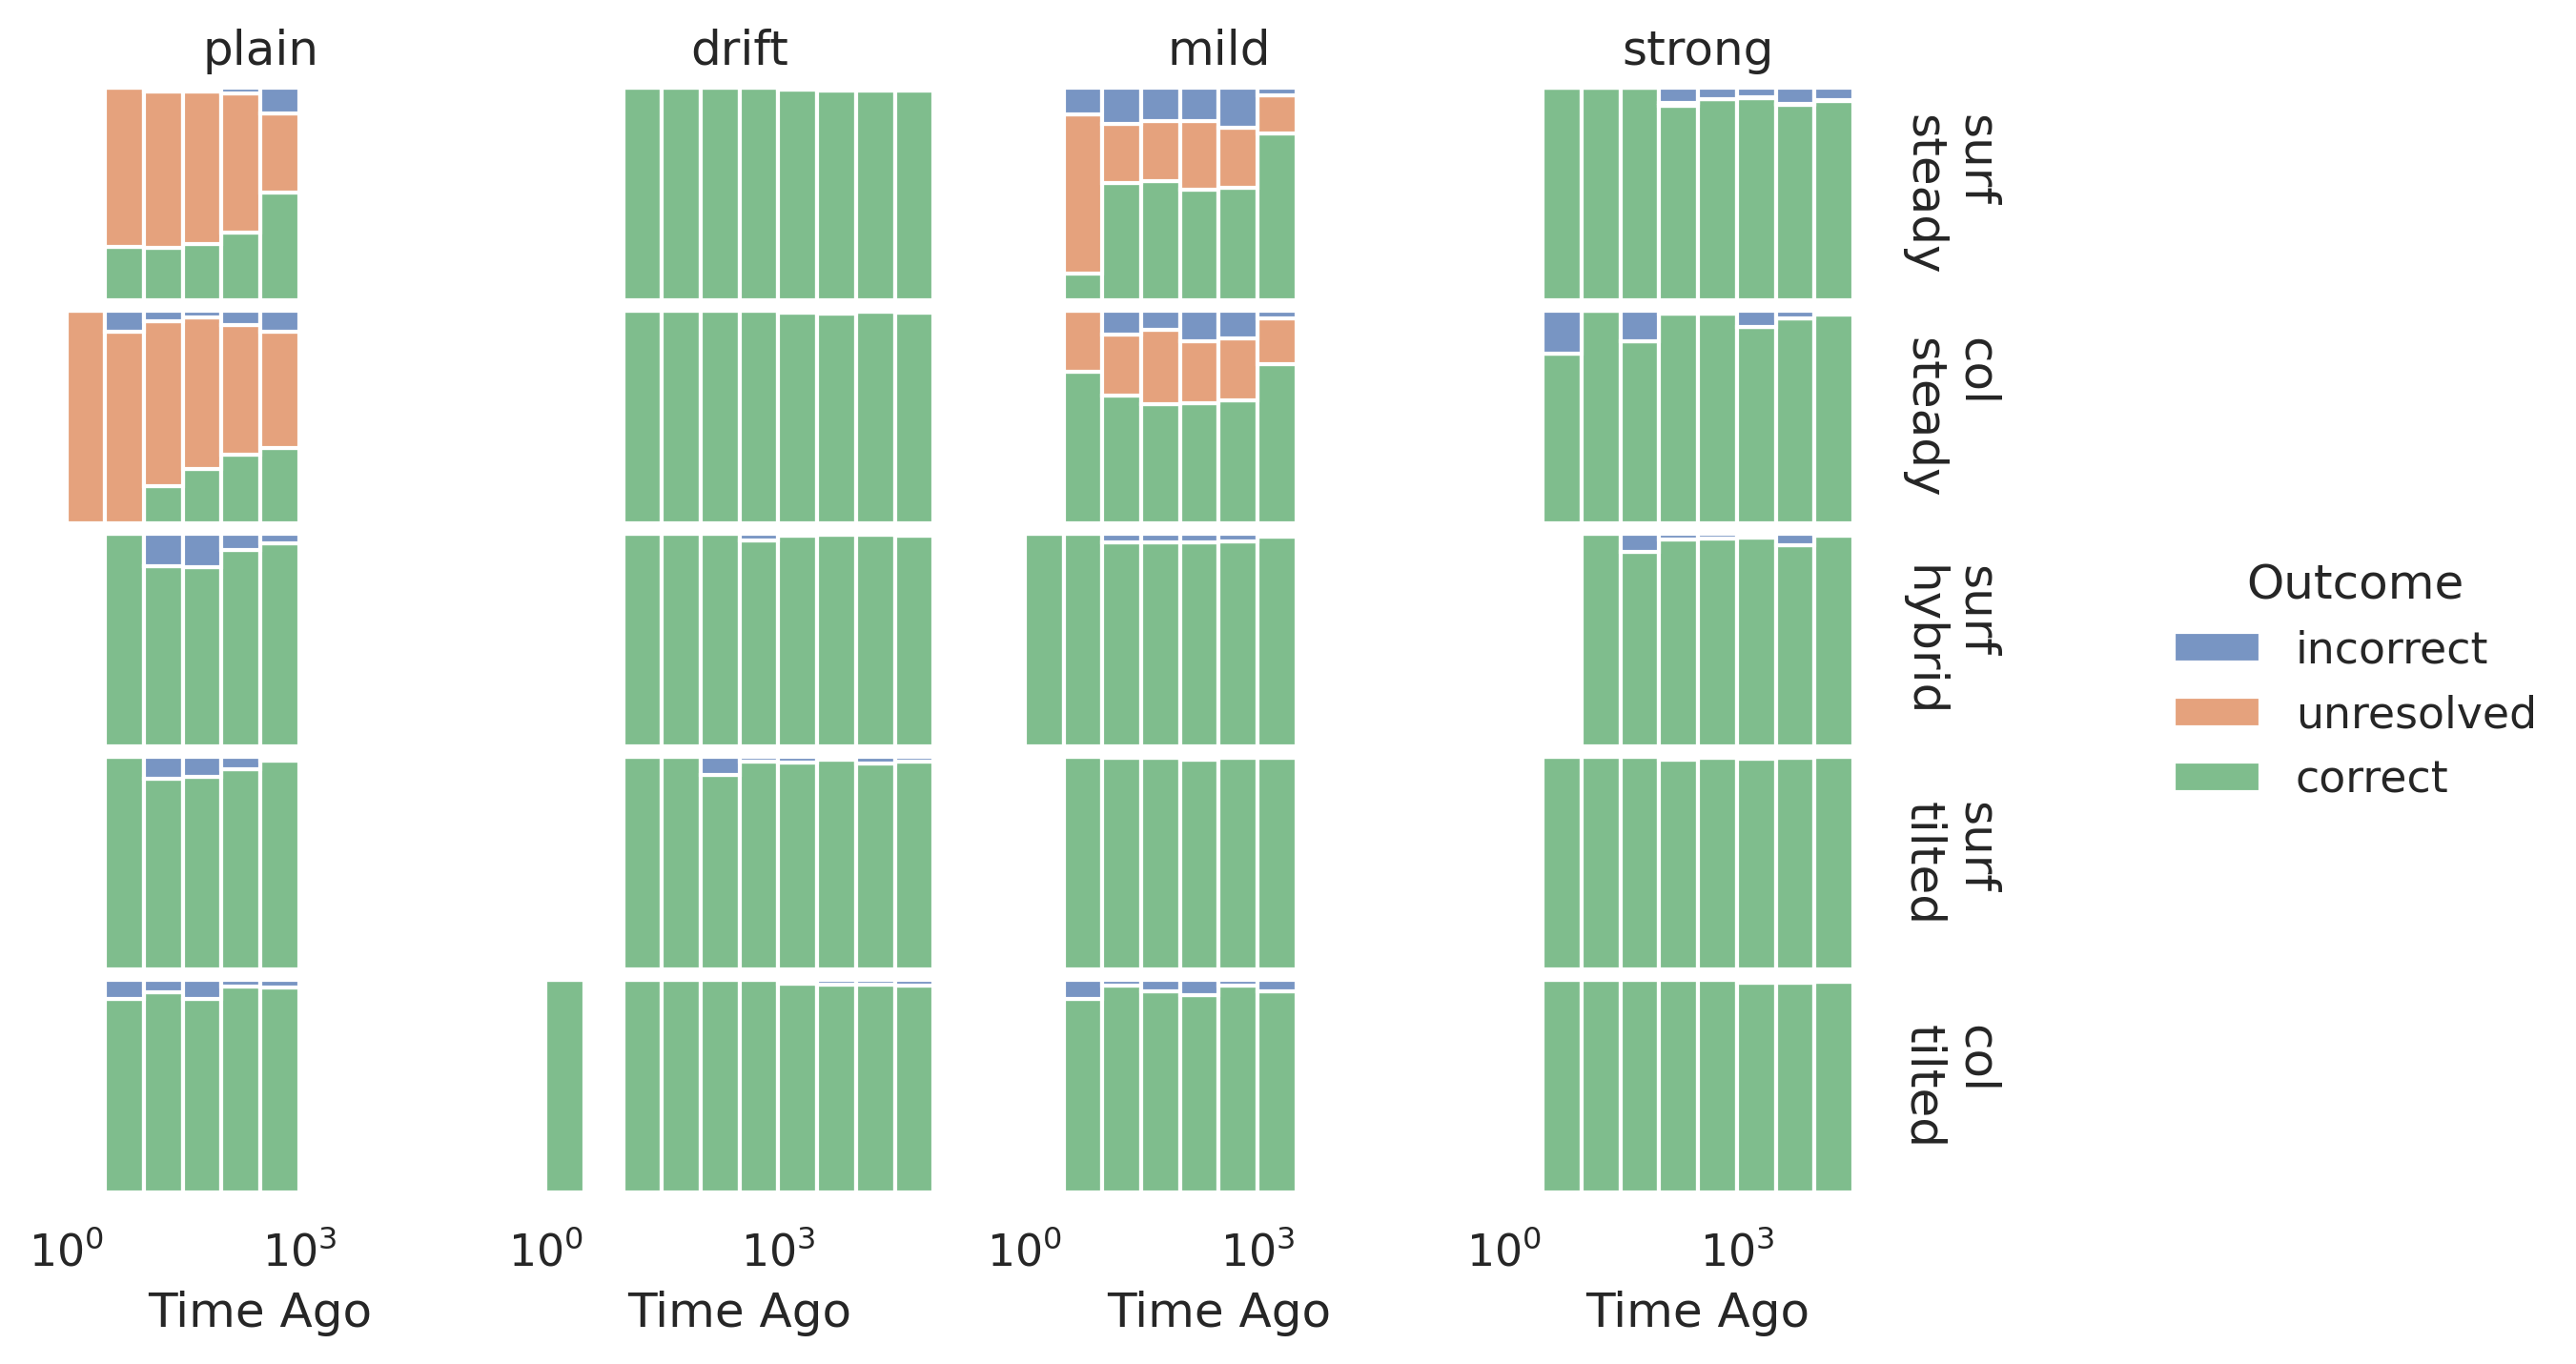 plain
drift
mild
strong
surf
steady
col
steady
surf
hybrid
surf
tilted
col
tilted
Outcome
incorrect
unresolved
correct
10⁰
10³
10⁰
10³
10⁰
10³
10⁰
10³
Time Ago
Time Ago
Time Ago
Time Ago